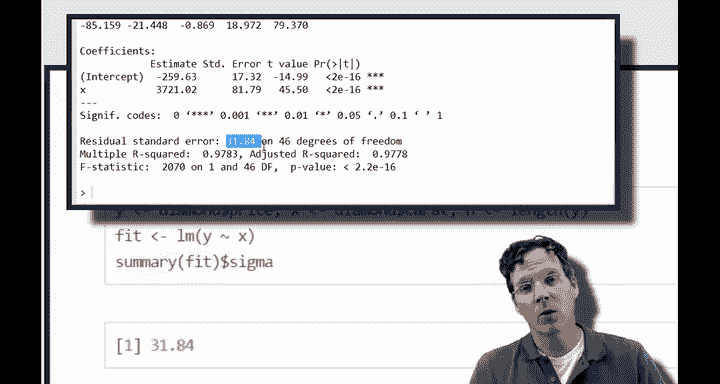 -85.159 -21.448 -0.869 18.972 79.370
Coefficients:
Estimate Std. Error t value Pr(>|t|)
(Intercept) -259.63 17.32 -14.99 <2e-16 ***
x 3721.02 81.79 45.50 <2e-16 ***
---
Signif. codes: 0 ‘***’ 0.001 ‘**’ 0.01 ‘*’ 0.05 ‘.’ 0.1 ‘ ’ 1
Residual standard error: 31.84 on 46 degrees of freedom
Multiple R-squared: 0.9783, Adjusted R-squared: 0.9778
F-statistic: 2070 on 1 and 46 DF, p-value: < 2.2e-16
>
fit <- lm(y ~ x)
summary(fit)$sigma
[1] 31.84